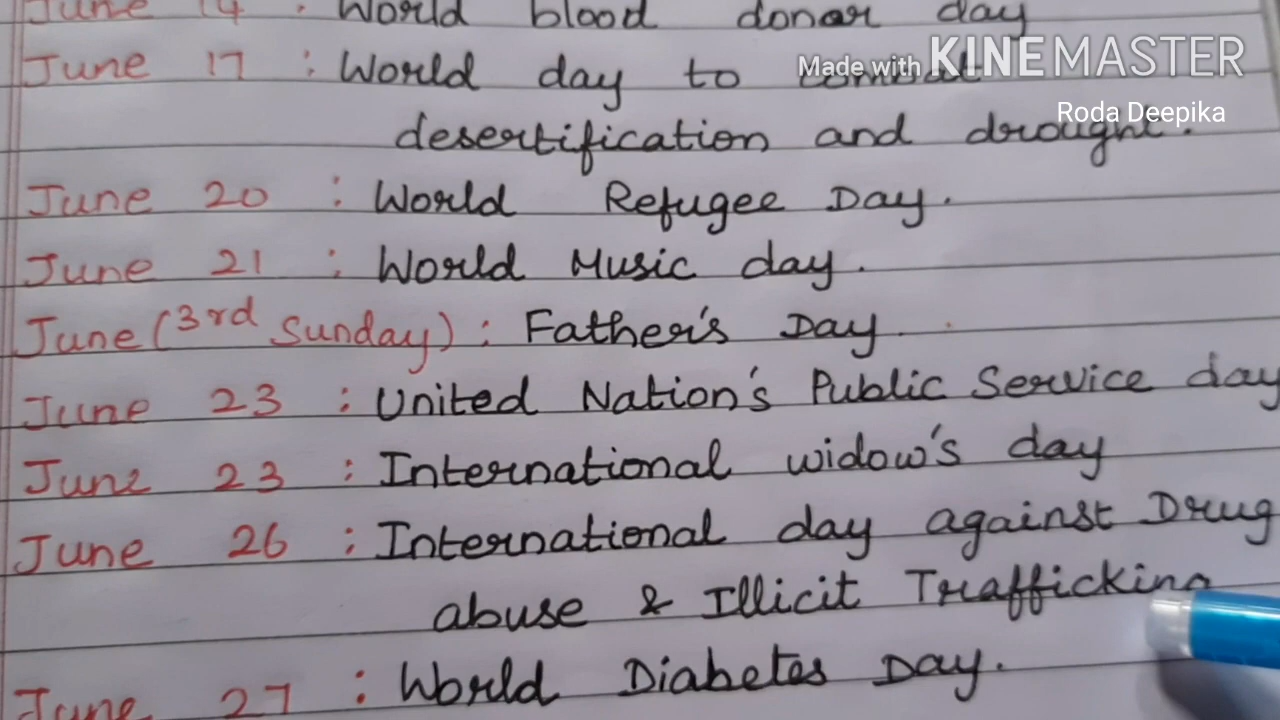 June 14 : World blood donor day
June 17 : World day to combat
desertification and drought.
June 20 : World Refugee Day.
June 21 : World Music day.
June (3rd Sunday) : Father's Day
June 23 : United Nation's Public Service day
June 23 : International widow's day
June 26 : International day against Drug
abuse & Illicit Trafficking
June 27 : World Diabetes Day.
Made with KINEMASTER
Roda Deepika